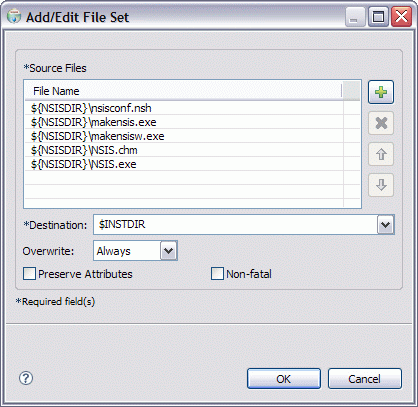 Add/Edit File Set
*Source Files
File Name
${NSISDIR}\nsisconf.nsh
${NSISDIR}\makensis.exe
${NSISDIR}\makensisw.exe
${NSISDIR}\NSIS.chm
${NSISDIR}\NSIS.exe
*Destination: $INSTDIR
Overwrite: Always
Preserve Attributes Non-fatal
*Required field(s)
? OK Cancel